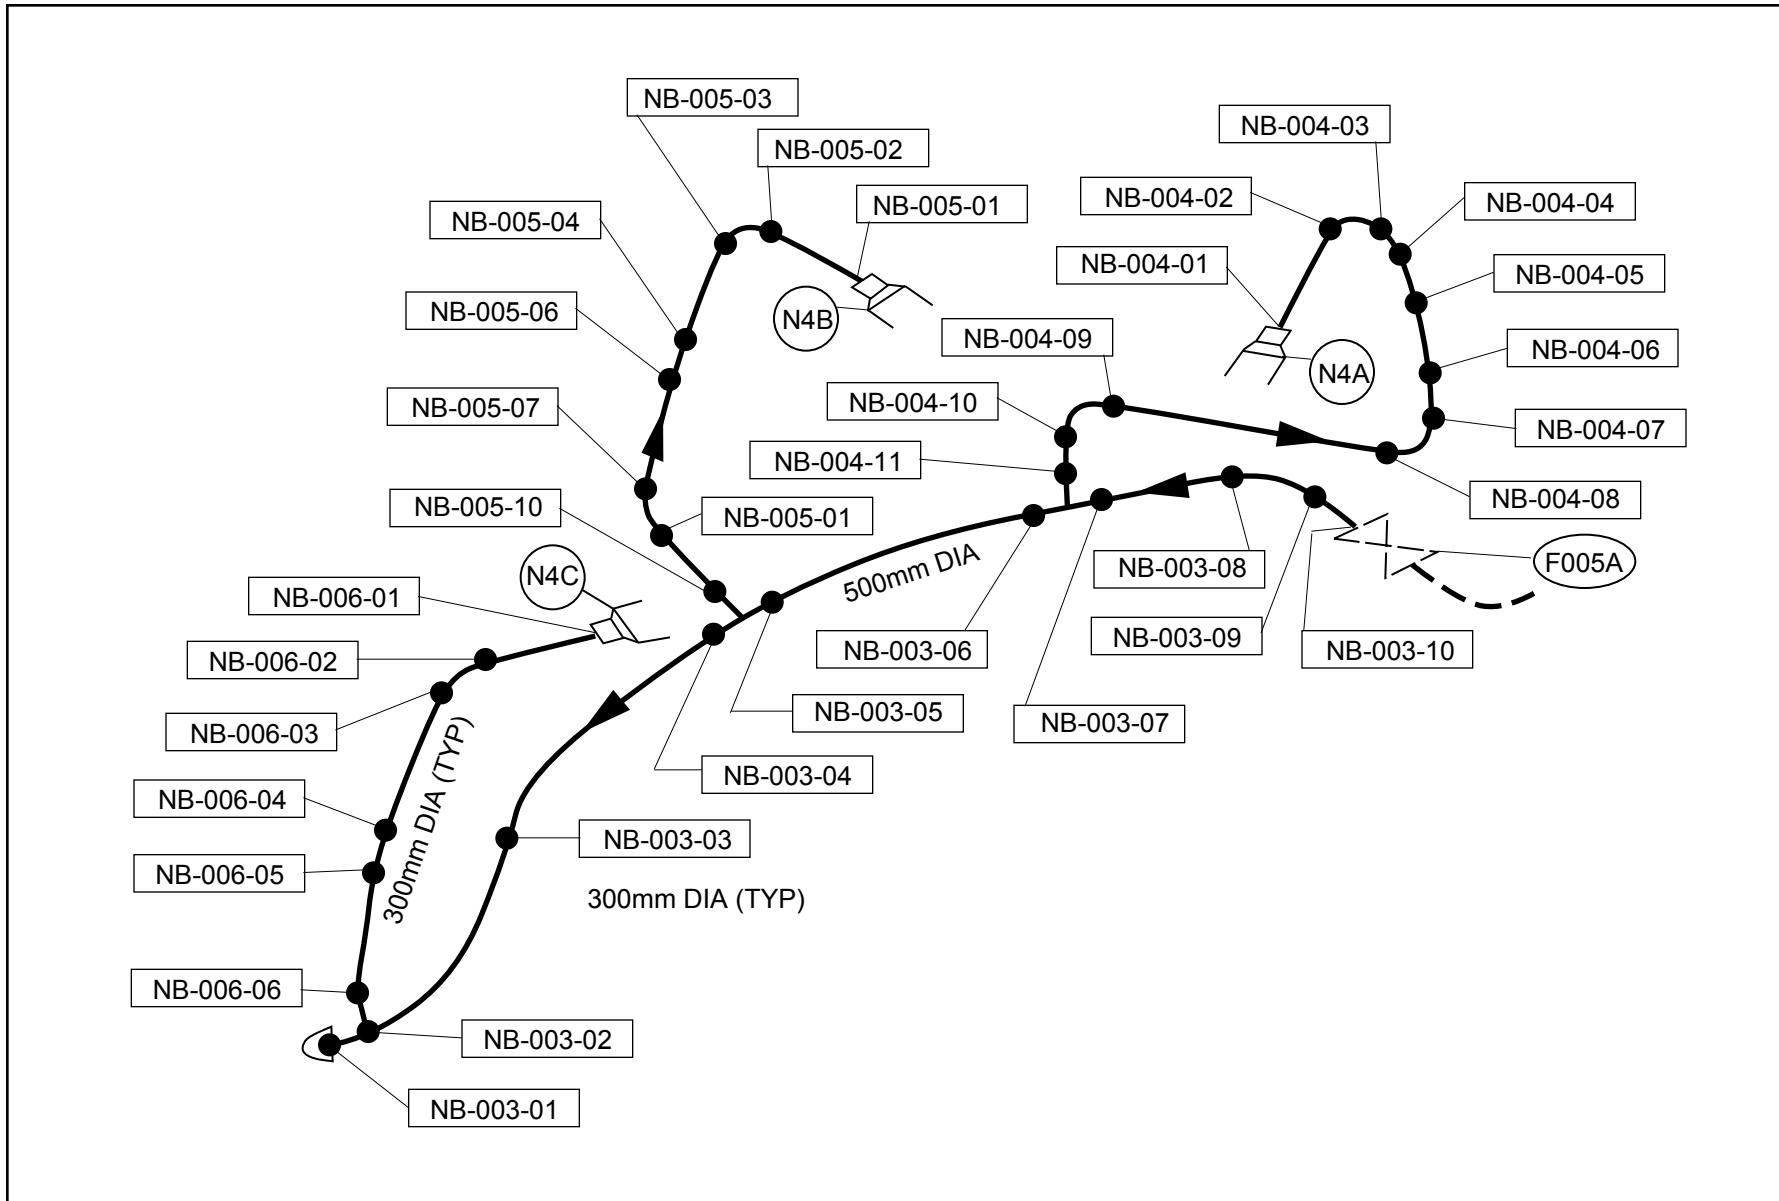 NB-005-03
NB-004-03
NB-005-02
NB-004-02
NB-004-04
NB-005-01
NB-005-04
NB-004-01
NB-004-05
NB-005-06
N4B
NB-004-09
NB-004-06
N4A
NB-005-07
NB-004-10
NB-004-07
NB-004-11
NB-004-08
NB-005-10
NB-005-01
500mm DIA
NB-003-08
F005A
N4C
NB-006-01
NB-003-09
NB-003-10
NB-003-06
NB-006-02
NB-003-05
NB-003-07
NB-006-03
NB-003-04
300mm DIA (TYP)
NB-006-04
NB-003-03
NB-006-05
300mm DIA (TYP)
NB-006-06
NB-003-02
NB-003-01